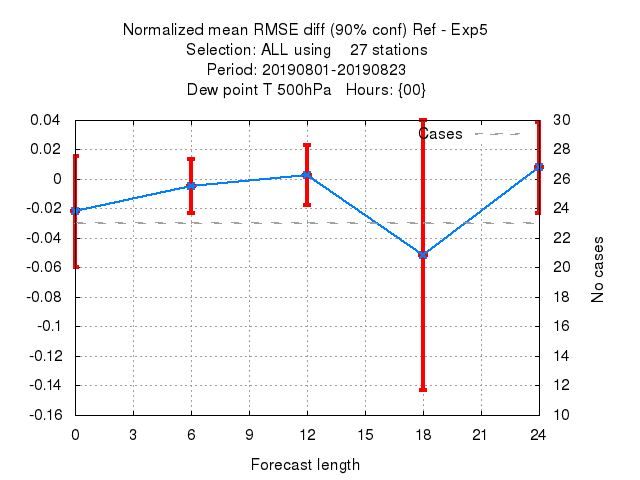 Normalized mean RMSE diff (90% conf) Ref - Exp5
Selection: ALL using    27 stations
Period: 20190801-20190823
Dew point T 500hPa   Hours: {00}
Cases
0.04
0.02
0
-0.02
-0.04
-0.06
-0.08
-0.1
-0.12
-0.14
-0.16
30
28
26
24
22
20
18
16
14
12
10
No cases
0 3 6 9 12 15 18 21 24
Forecast length